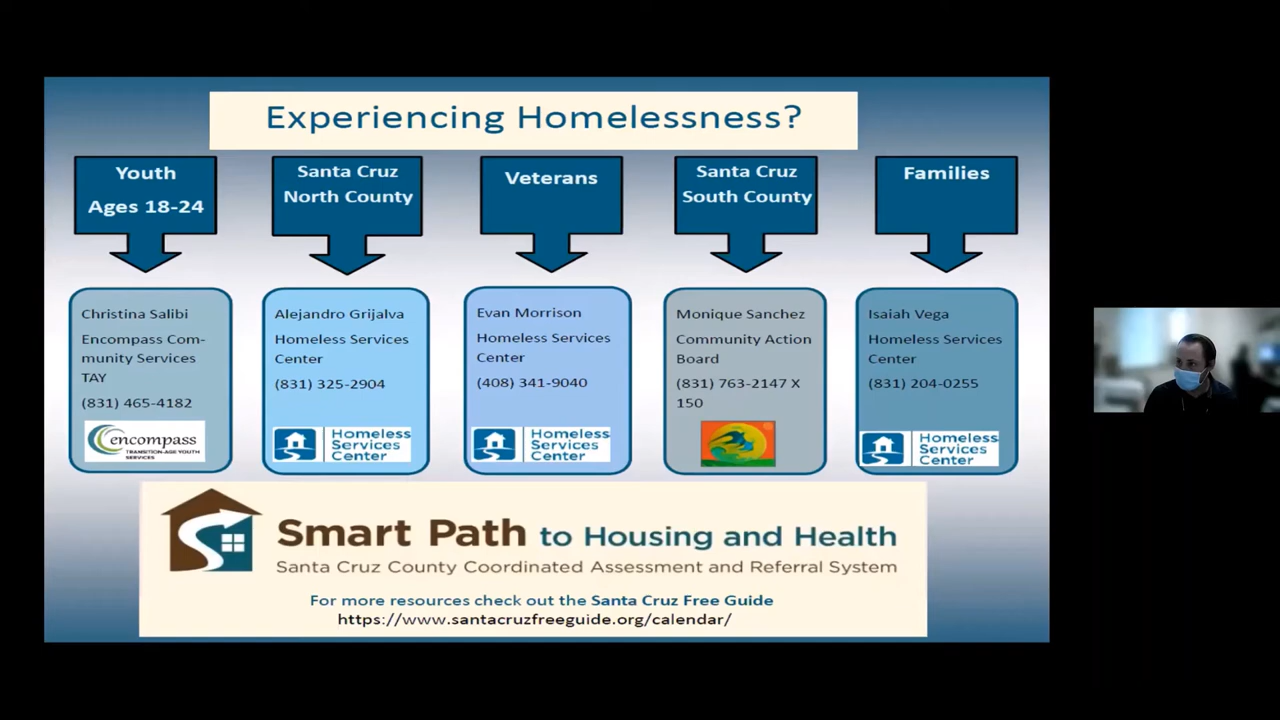 Experiencing Homelessness?
Youth
Ages 18-24
Santa Cruz
North County
Veterans
Santa Cruz
South County
Families
Christina Salibi
Encompass Com-
munity Services
TAY
(831) 465-4182
encompass
TRANSITION-AGE YOUTH
SERVICES
Alejandro Grijalva
Homeless Services
Center
(831) 325-2904
Homeless
Services
Center
Evan Morrison
Homeless Services
Center
(408) 341-9040
Homeless
Services
Center
Monique Sanchez
Community Action
Board
(831) 763-2147 X
150
Isaiah Vega
Homeless Services
Center
(831) 204-0255
Homeless
Services
Center
Smart Path to Housing and Health
Santa Cruz County Coordinated Assessment and Referral System
For more resources check out the Santa Cruz Free Guide
https://www.santacruzfreeguide.org/calendar/